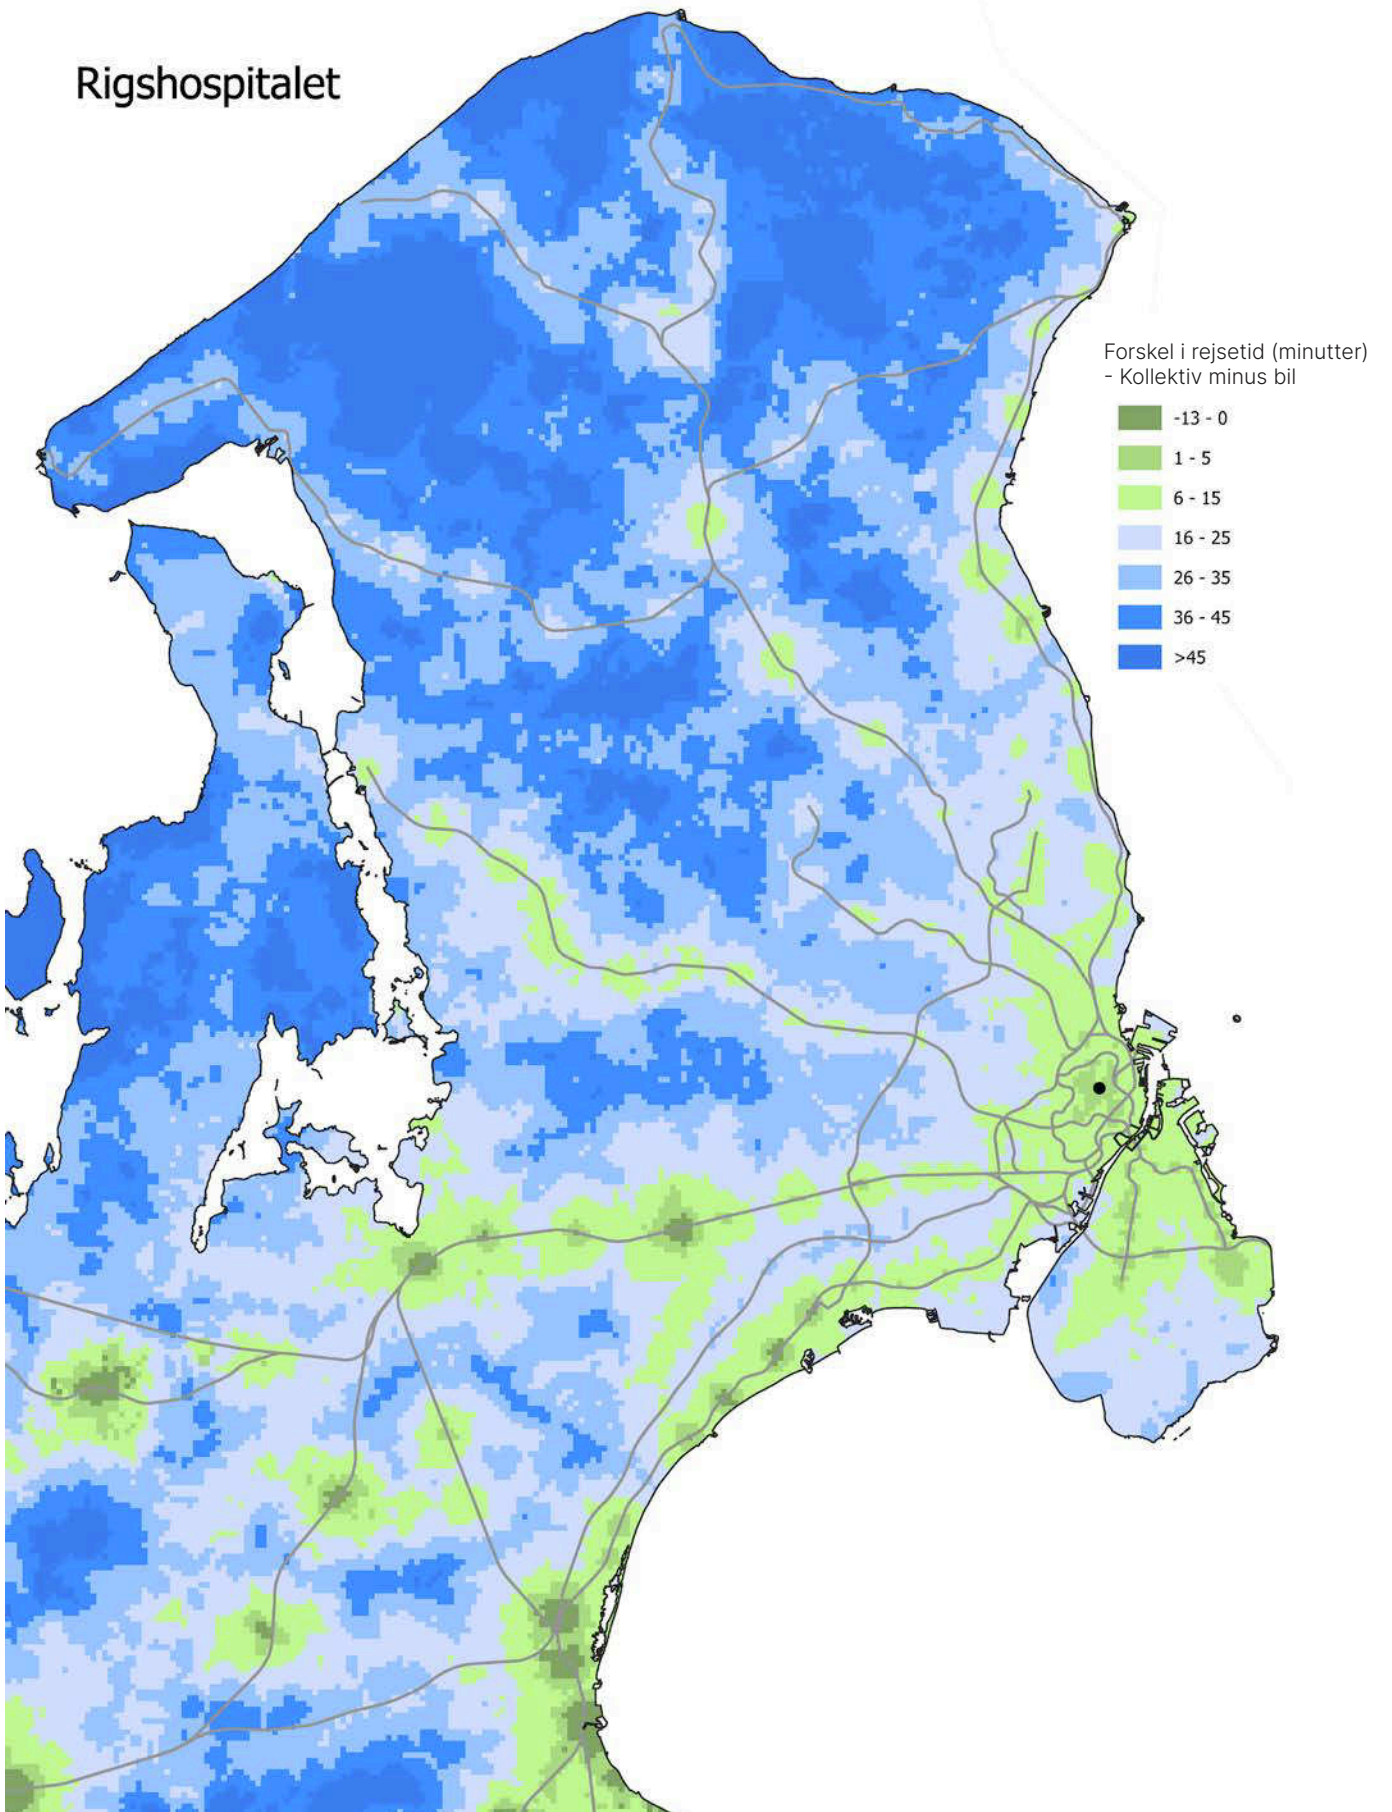 Rigshospitalet
Forskel i rejsetid (minutter)
- Kollektiv minus bil
-13 - 0
1 - 5
6 - 15
16 - 25
26 - 35
36 - 45
>45